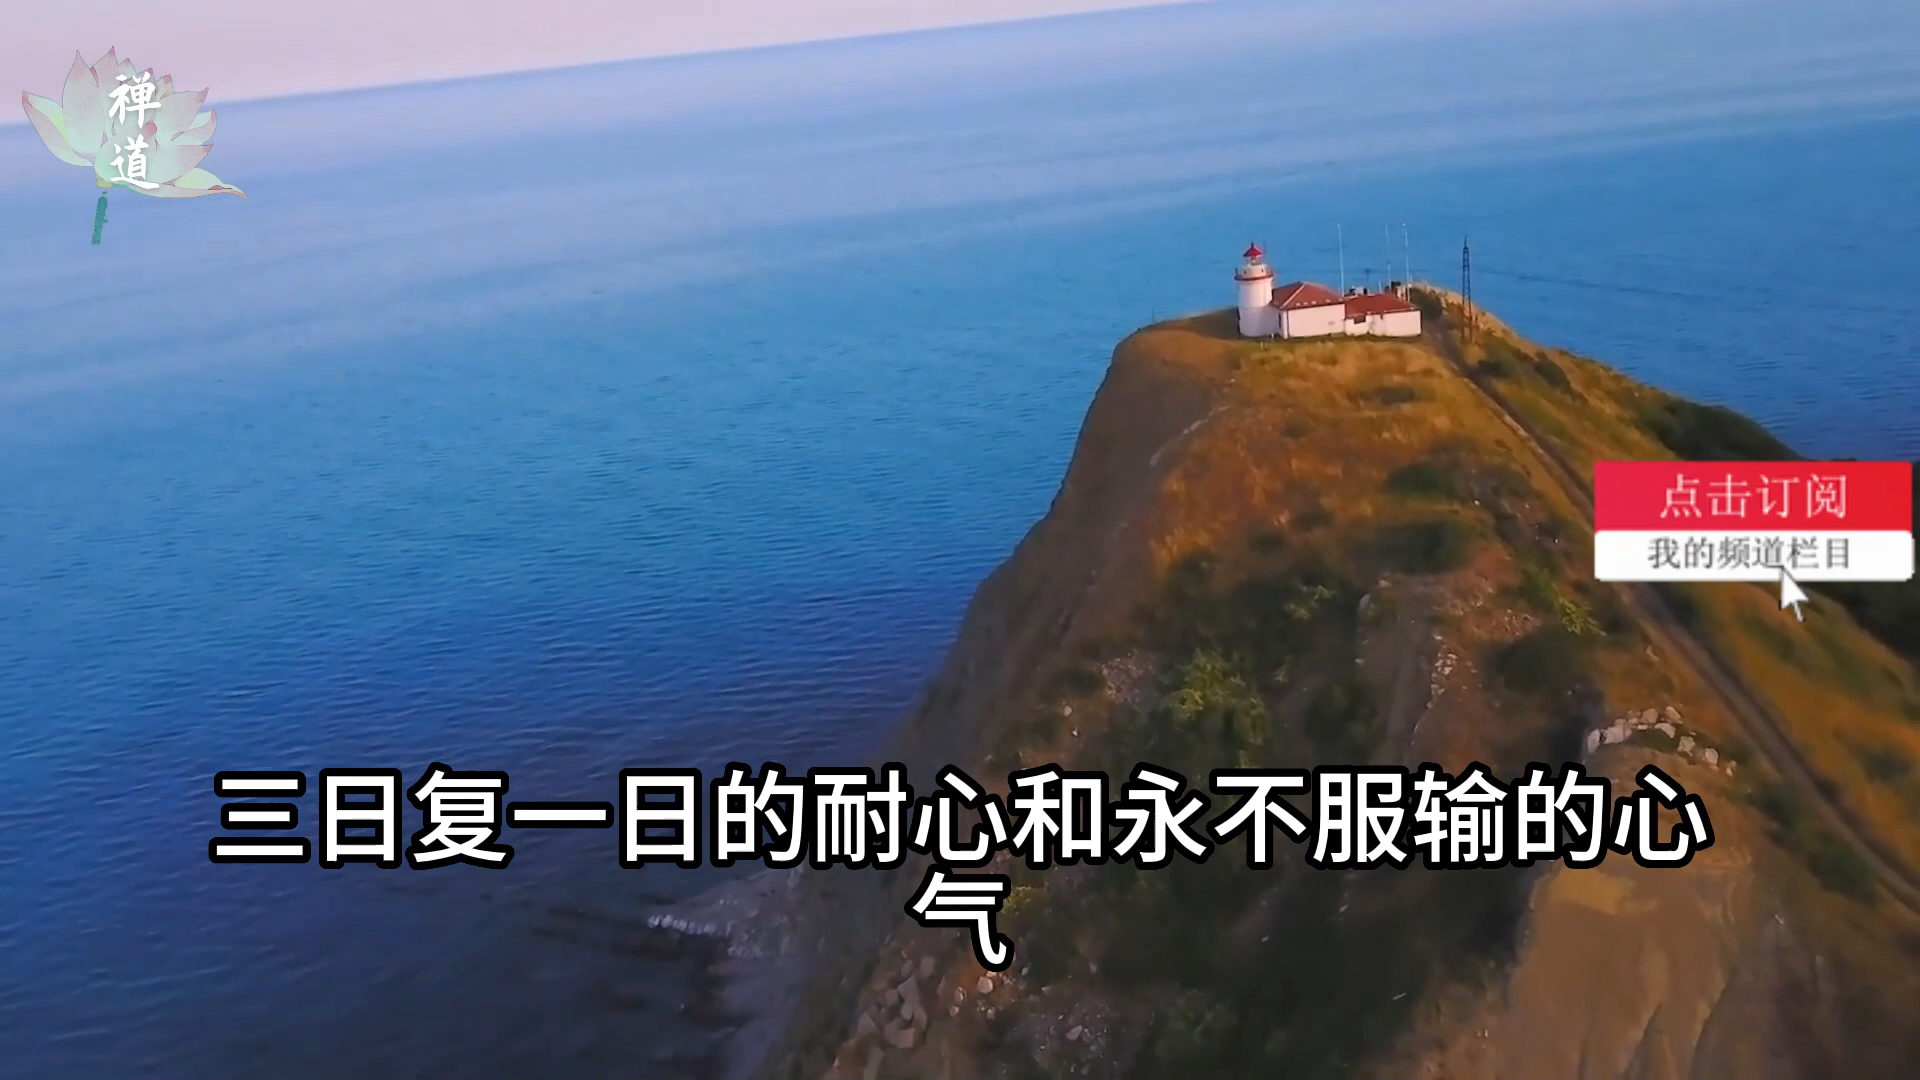 禅
道
点击订阅
我的频道栏目
三日复一日的耐心和永不服输的心
气